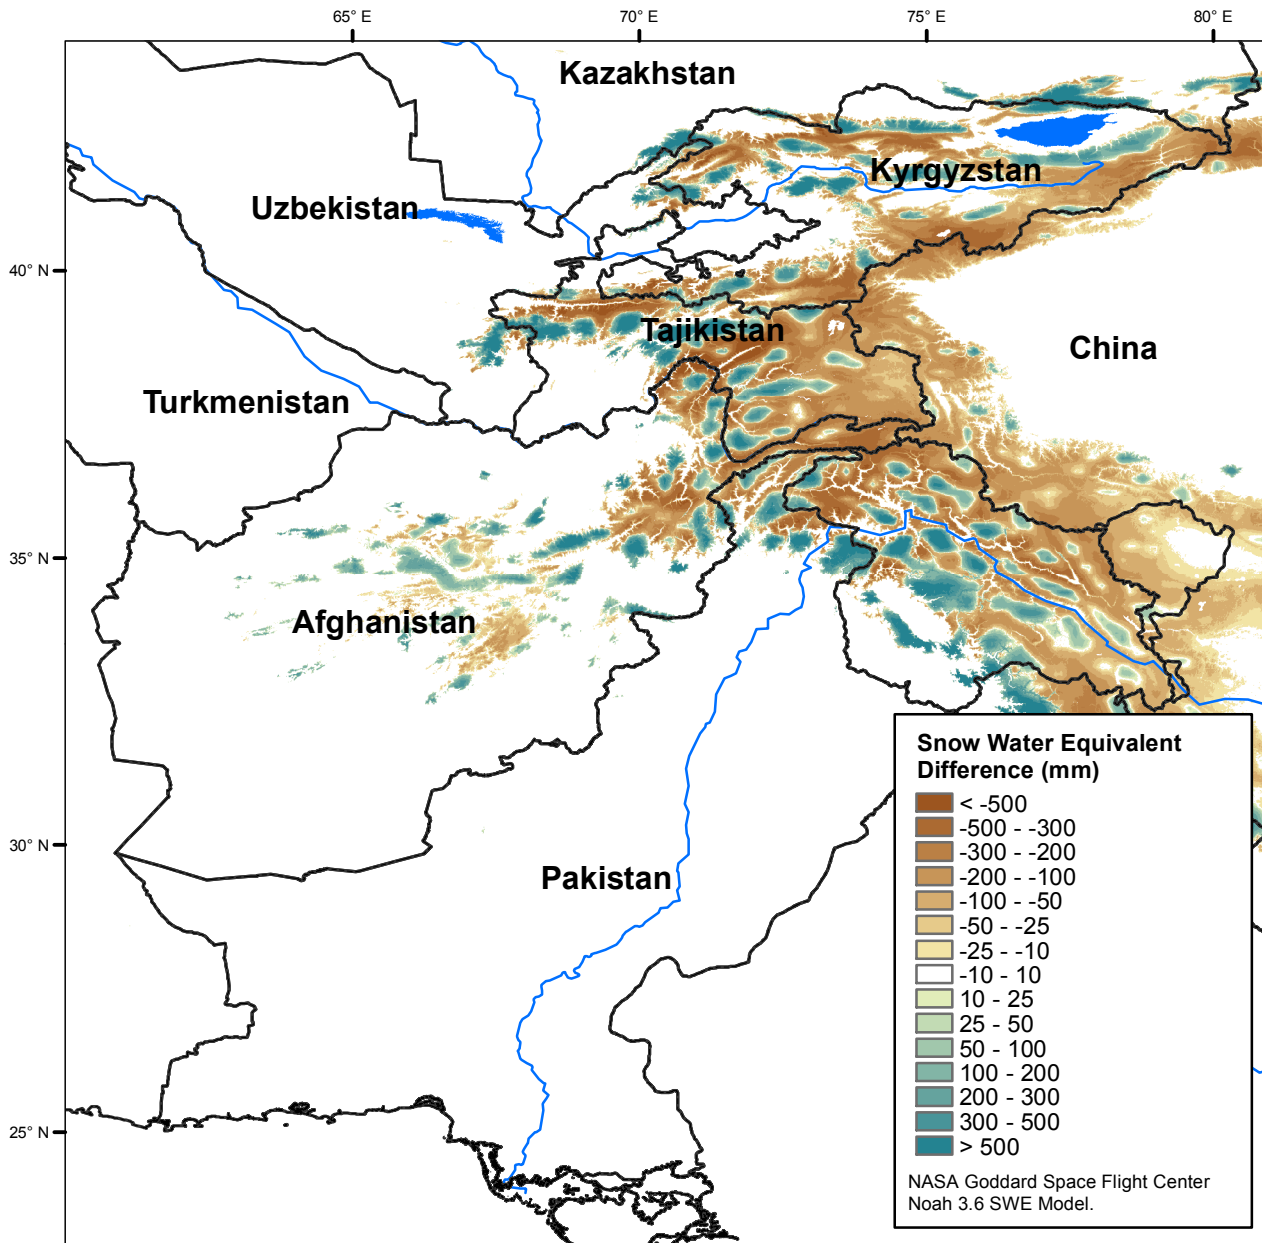 65° E
70° E
75° E
80° E
Kazakhstan
Kyrgyzstan
Uzbekistan
40° N
Tajikistan
China
Turkmenistan
35° N
Afghanistan
Snow Water Equivalent
Difference (mm)
< -500
-500 - -300
-300 - -200
-200 - -100
-100 - -50
-50 - -25
-25 - -10
-10 - 10
10 - 25
25 - 50
50 - 100
100 - 200
200 - 300
300 - 500
> 500
NASA Goddard Space Flight Center
Noah 3.6 SWE Model.
30° N
Pakistan
25° N